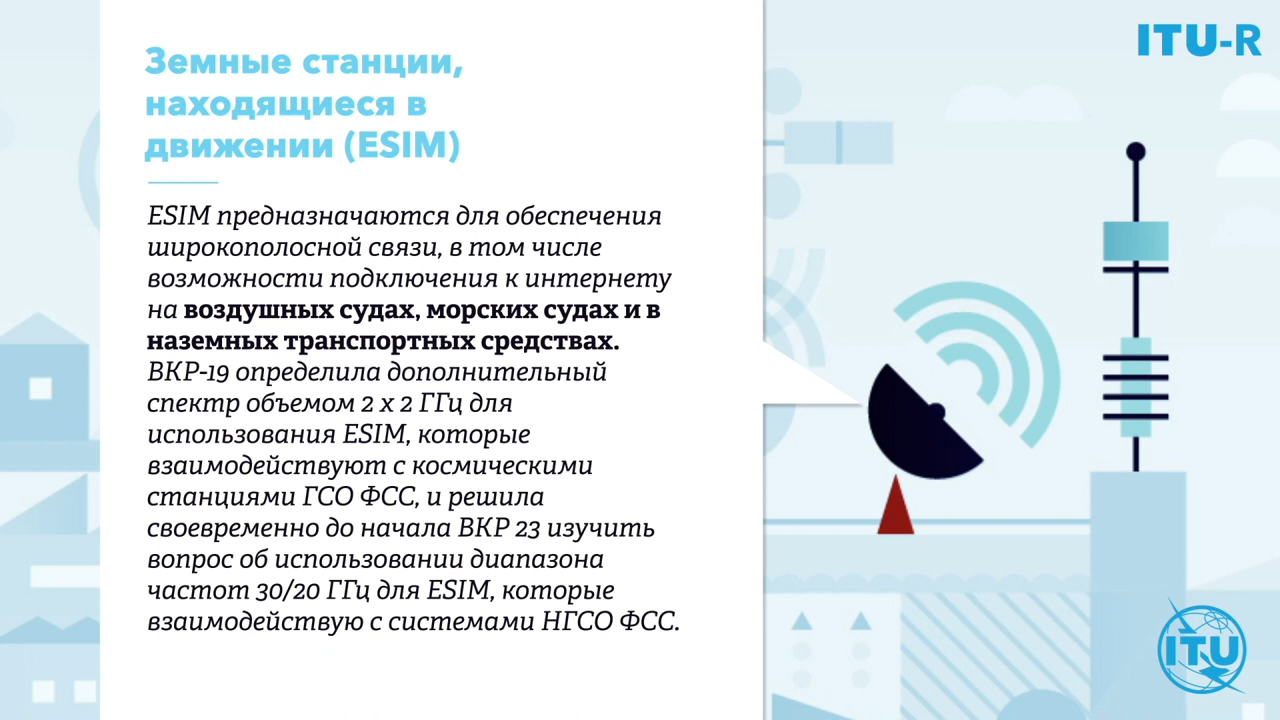 ITU-R
Земные станции,
находящиеся в
движении (ESIM)
ESIM предназначаются для обеспечения
широкополосной связи, в том числе
возможности подключения к интернету
на воздушных судах, морских судах и в
наземных транспортных средствах.
ВКР-19 определила дополнительный
спектр объемом 2 x 2 ГГц для
использования ESIM, которые
взаимодействуют с космическими
станциями ГСО ФСС, и решила
своевременно до начала ВКР 23 изучить
вопрос об использовании диапазона
частот 30/20 ГГц для ESIM, которые
взаимодействую с системами НГСО ФСС.
ITU